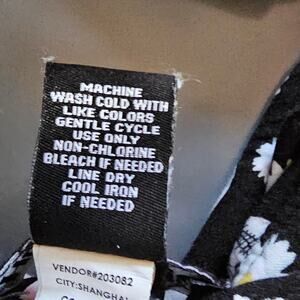 MACHINE
WASH COLD WITH
LIKE COLORS
GENTLE CYCLE
USE ONLY
NON-CHLORINE
BLEACH IF NEEDED
LINE DRY
COOL IRON
IF NEEDED
VENDOR#203082
CITY:SHANGHA